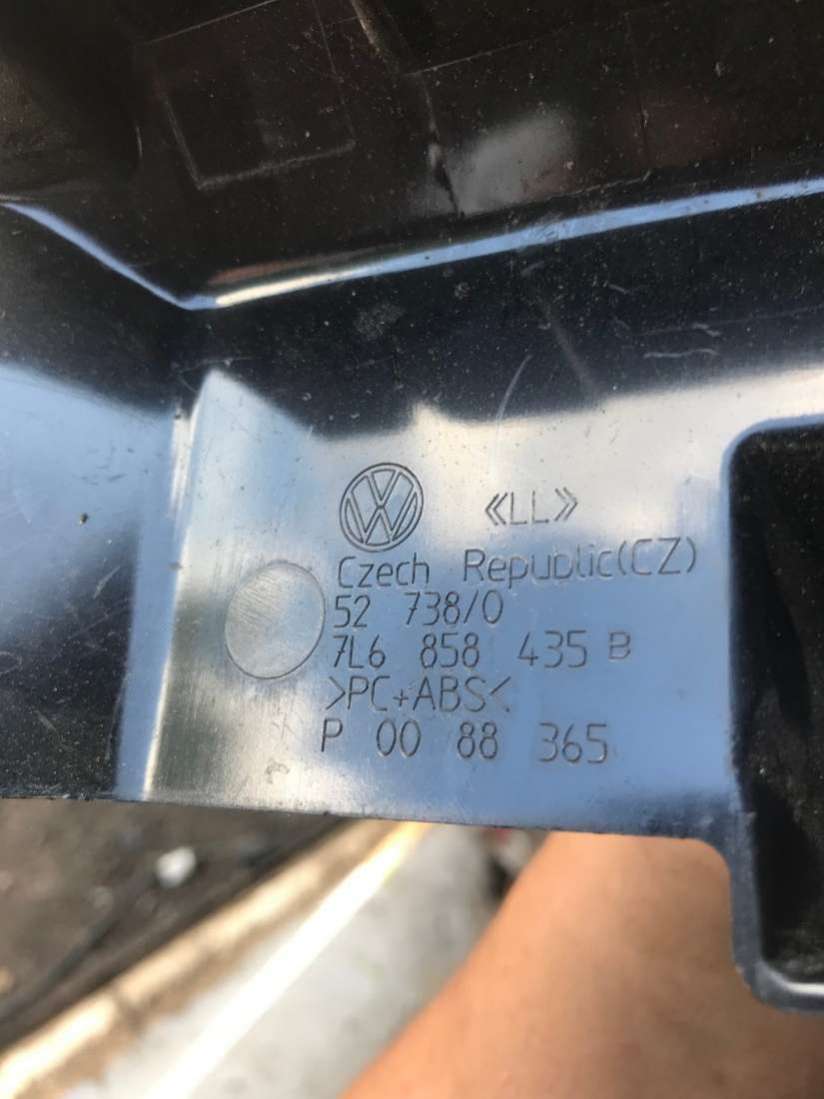 «LL»
Czech Republic(CZ)
52 738/0
7L6 858 435 B
>PC+ABS<
P 00 88 365